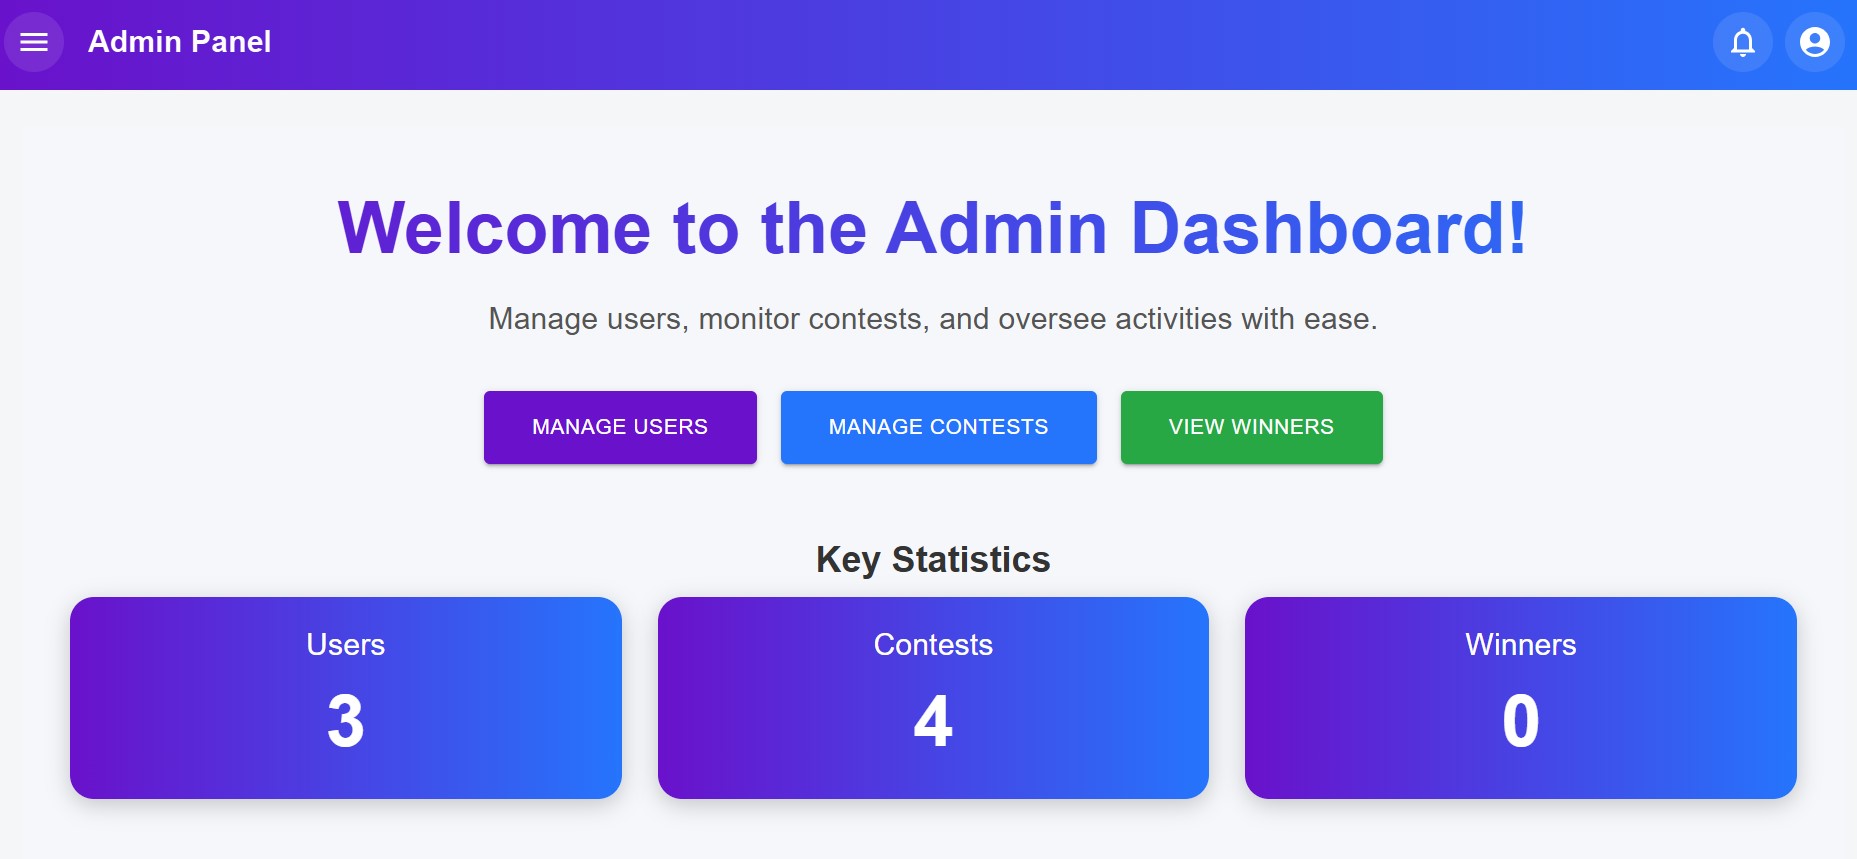 Admin Panel
Welcome to the Admin Dashboard!
Manage users, monitor contests, and oversee activities with ease.
MANAGE USERS
MANAGE CONTESTS
VIEW WINNERS
Key Statistics
Users
3
Contests
4
Winners
0